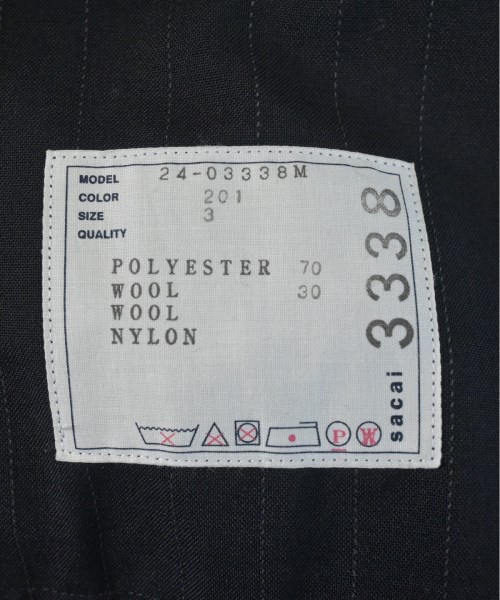 MODEL 24-03338M
COLOR 201
SIZE 3
QUALITY
POLYESTER 70
WOOL 30
WOOL
NYLON
P W
sacai 3338